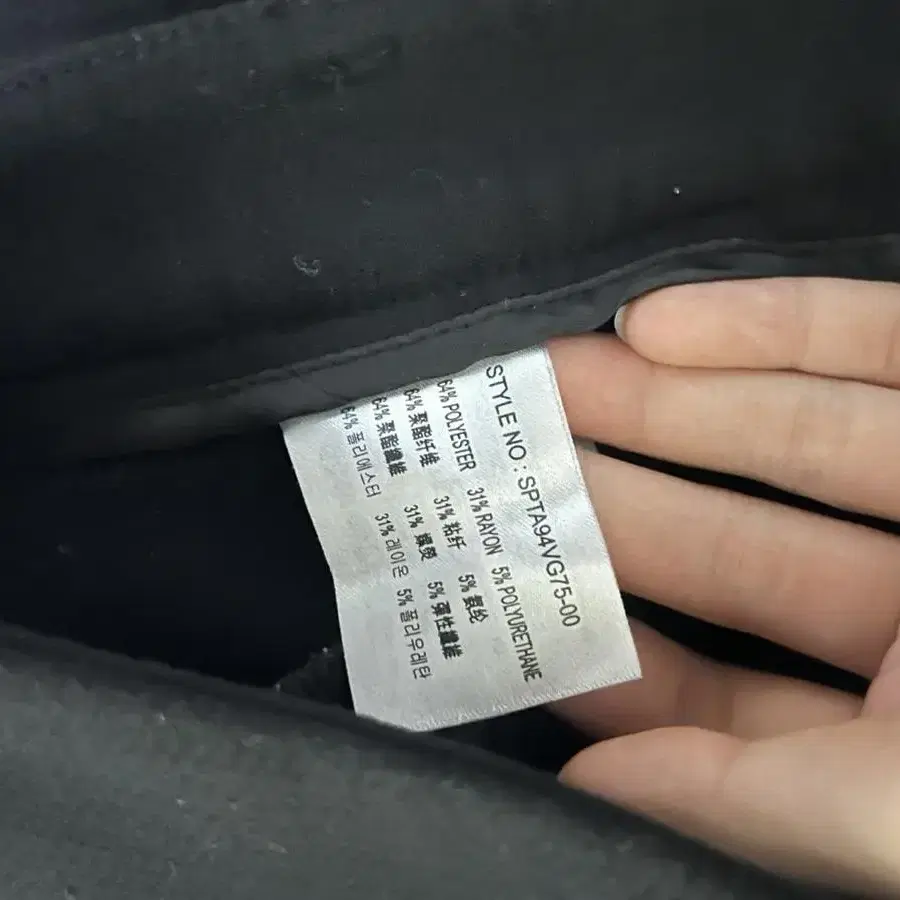 STYLE NO : SPTA94VG75-00
64% POLYESTER 31% RAYON 5% POLYURETHANE
64% 聚酯纤维 31% 粘纤 5% 氨纶
64% 聚酯纖維 31% 嫘熒 5% 彈性纖維
64% 폴리에스터 31% 레이온 5% 폴리우레탄